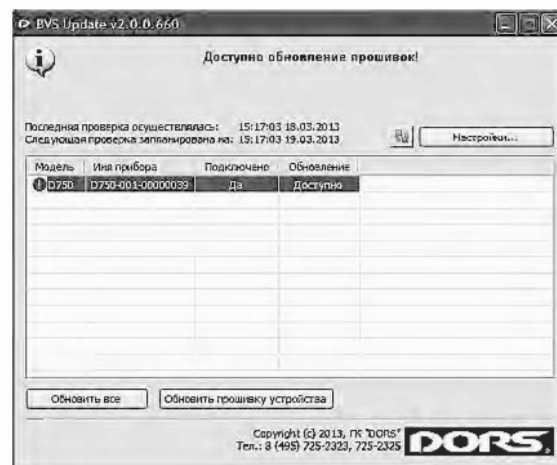 BVS Update v2.0.0.660
Доступно обновление прошивок!
Последняя проверка осуществлялась: 15:17:03 18.03.2013
Следующая проверка запланирована на: 15:17:03 19.03.2013
Настройки...
Модель Имя прибора Подключено Обновление
D750 D750-001-00000039 Да Доступно
Обновить все Обновить прошивку устройства
Copyright (c) 2013, ГК "DORS"
Тел.: 8 (495) 725-2323, 725-2325
DORS